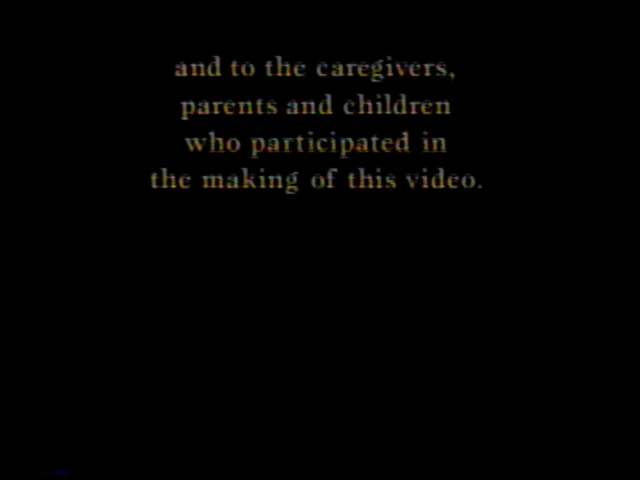 and to the caregivers,
parents and children
who participated in
the making of this video.